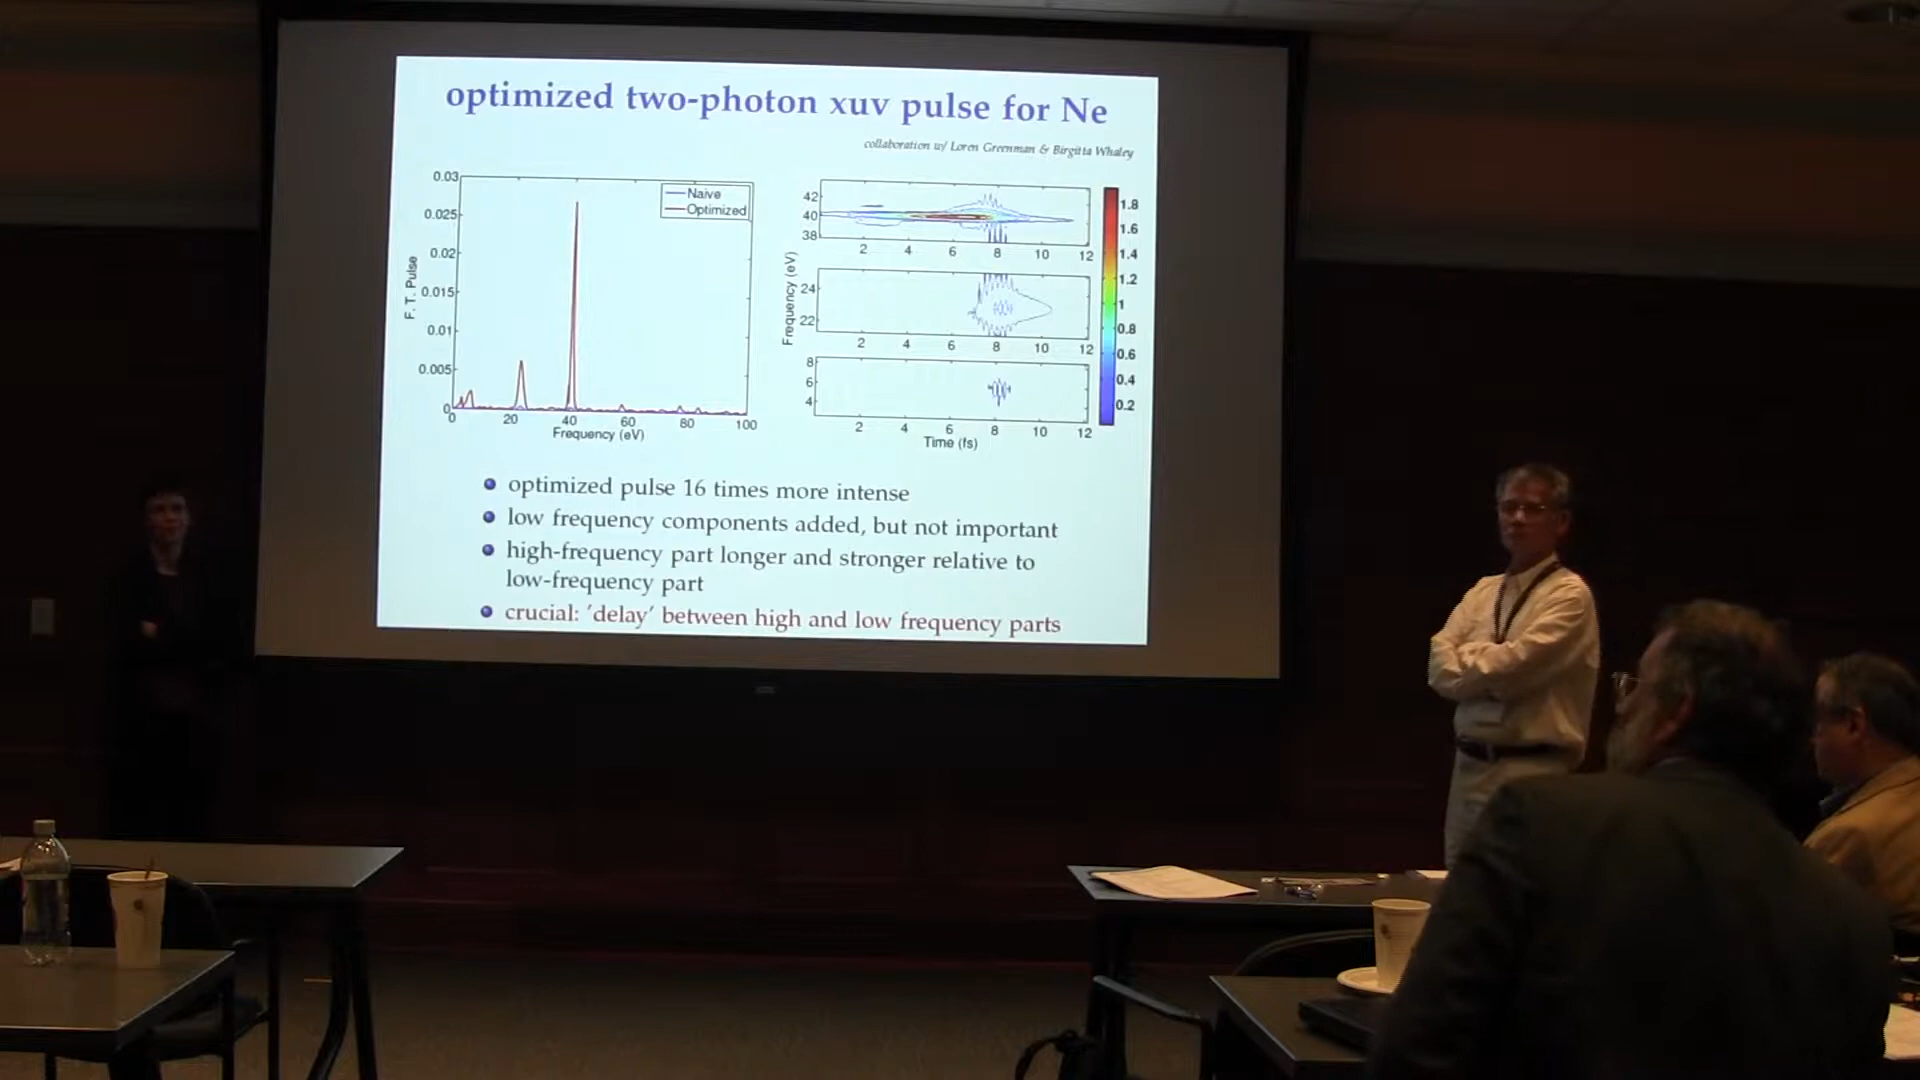 optimized two-photon xuv pulse for Ne
collaboration w/ Loren Greenman & Birgitta Whaley
0.03
0.025
0.02
0.015
0.01
0.005
0
F. T. Pulse
Naive
Optimized
0 20 40 60 80 100
Frequency (eV)
42
40
38
2 4 6 8 10 12
24
22
2 4 6 8 10 12
8
6
4
2 4 6 8 10 12
Frequency (eV)
Time (fs)
1.8
1.6
1.4
1.2
1
0.8
0.6
0.4
0.2
optimized pulse 16 times more intense
low frequency components added, but not important
high-frequency part longer and stronger relative to
low-frequency part
crucial: 'delay' between high and low frequency parts